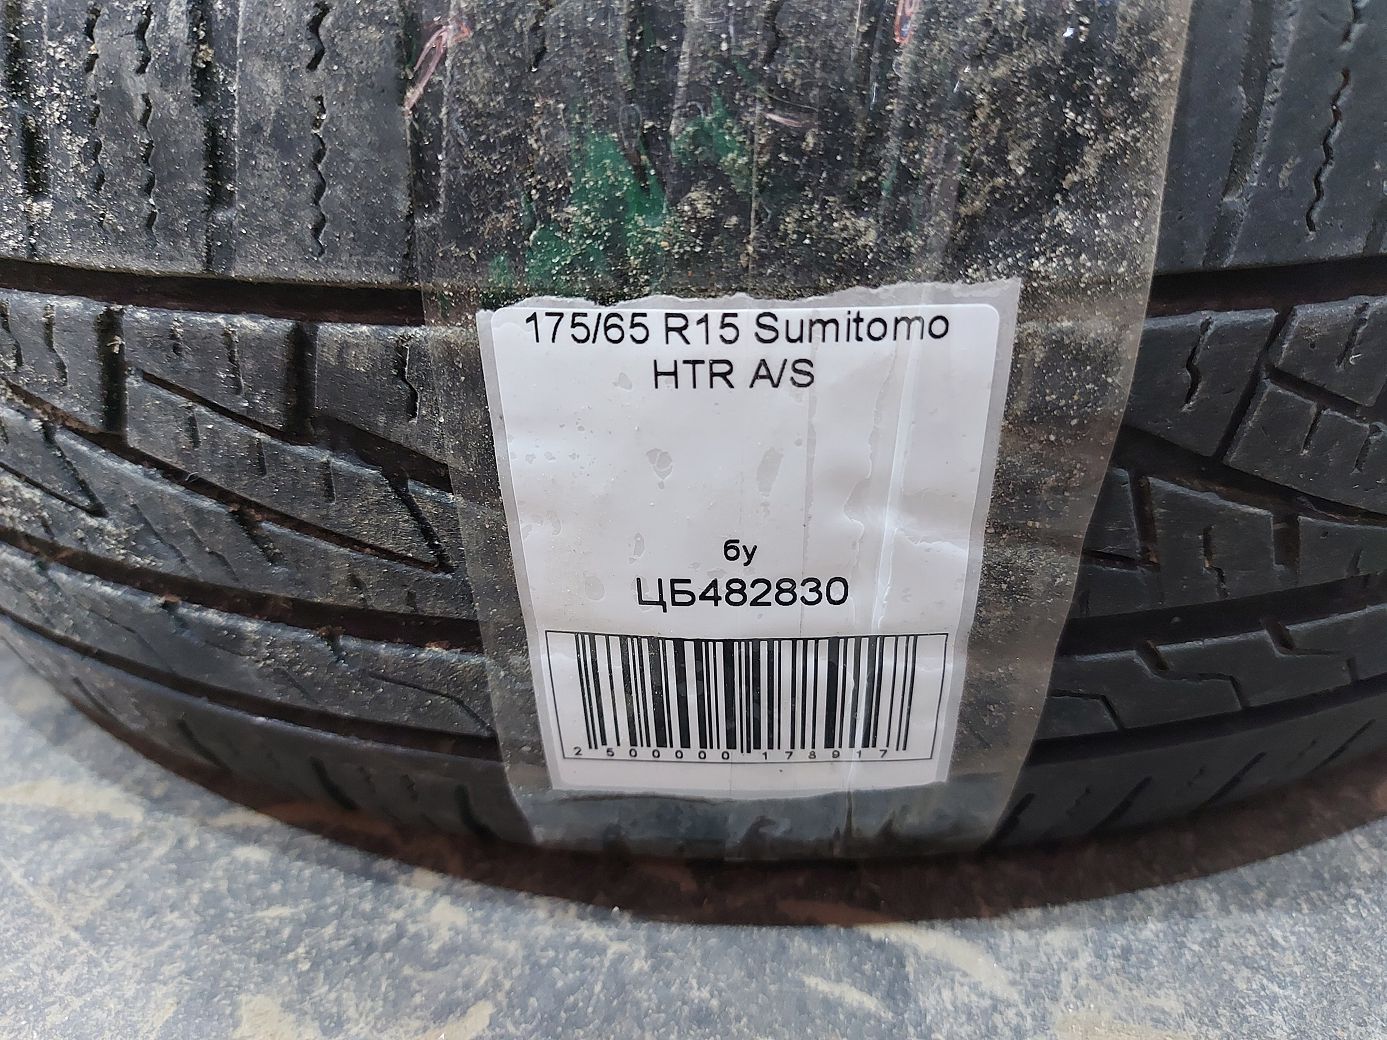 175/65 R15 Sumitomo
HTR A/S
бу
ЦБ482830
2500000178917